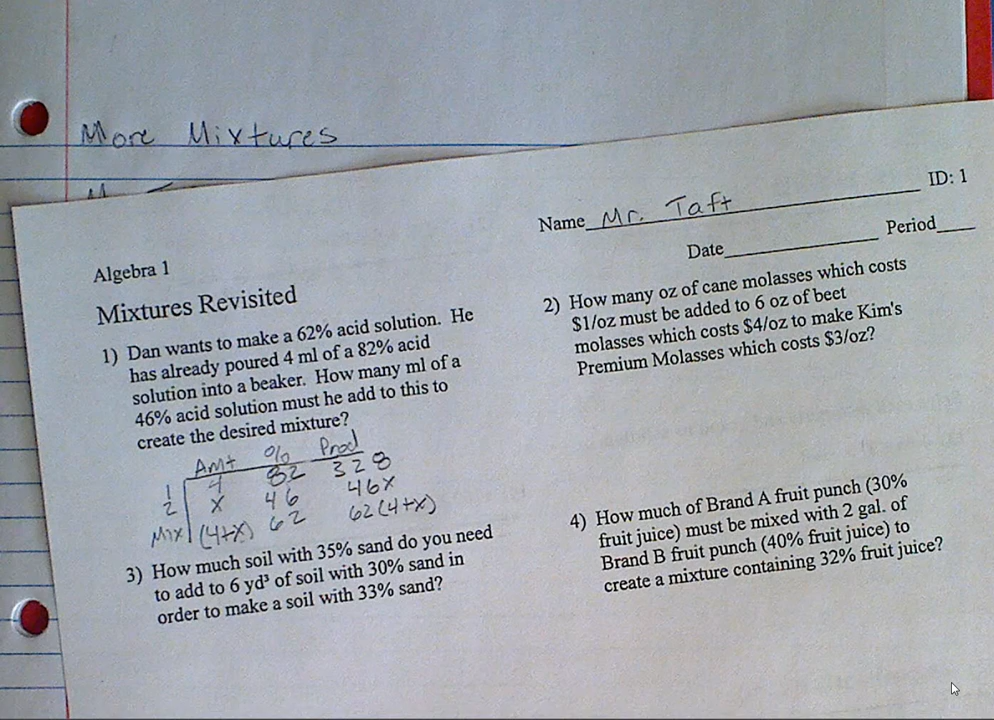 More Mixtures
ID: 1
Name Mr. Taft
Date Period
Algebra 1
Mixtures Revisited
1) Dan wants to make a 62% acid solution. He
has already poured 4 ml of a 82% acid
solution into a beaker. How many ml of a
46% acid solution must he add to this to
create the desired mixture?
Amt % Prod
1 4 82 328
2 x 46 46x
Mix (4+x) 62 62(4+x)
2) How many oz of cane molasses which costs
$1/oz must be added to 6 oz of beet
molasses which costs $4/oz to make Kim's
Premium Molasses which costs $3/oz?
3) How much soil with 35% sand do you need
to add to 6 yd³ of soil with 30% sand in
order to make a soil with 33% sand?
4) How much of Brand A fruit punch (30%
fruit juice) must be mixed with 2 gal. of
Brand B fruit punch (40% fruit juice) to
create a mixture containing 32% fruit juice?